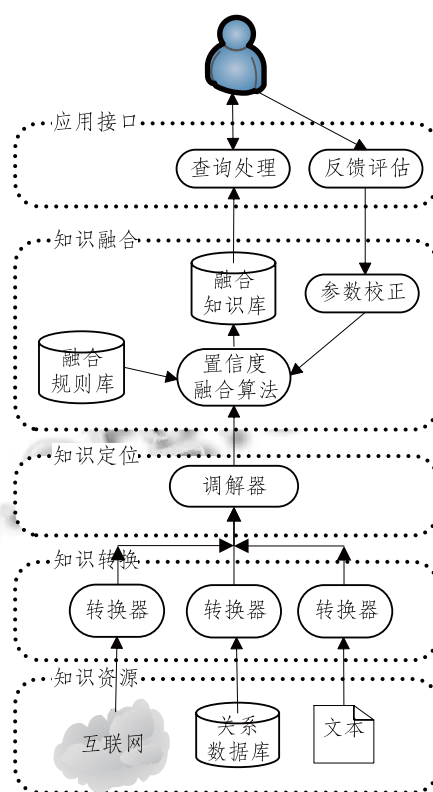 应用接口
查询处理
反馈评估
知识融合
融合
知识库
参数校正
融合
规则库
置信度
融合算法
知识定位
调解器
知识转换
转换器
转换器
转换器
知识资源
互联网
关系
数据库
文本